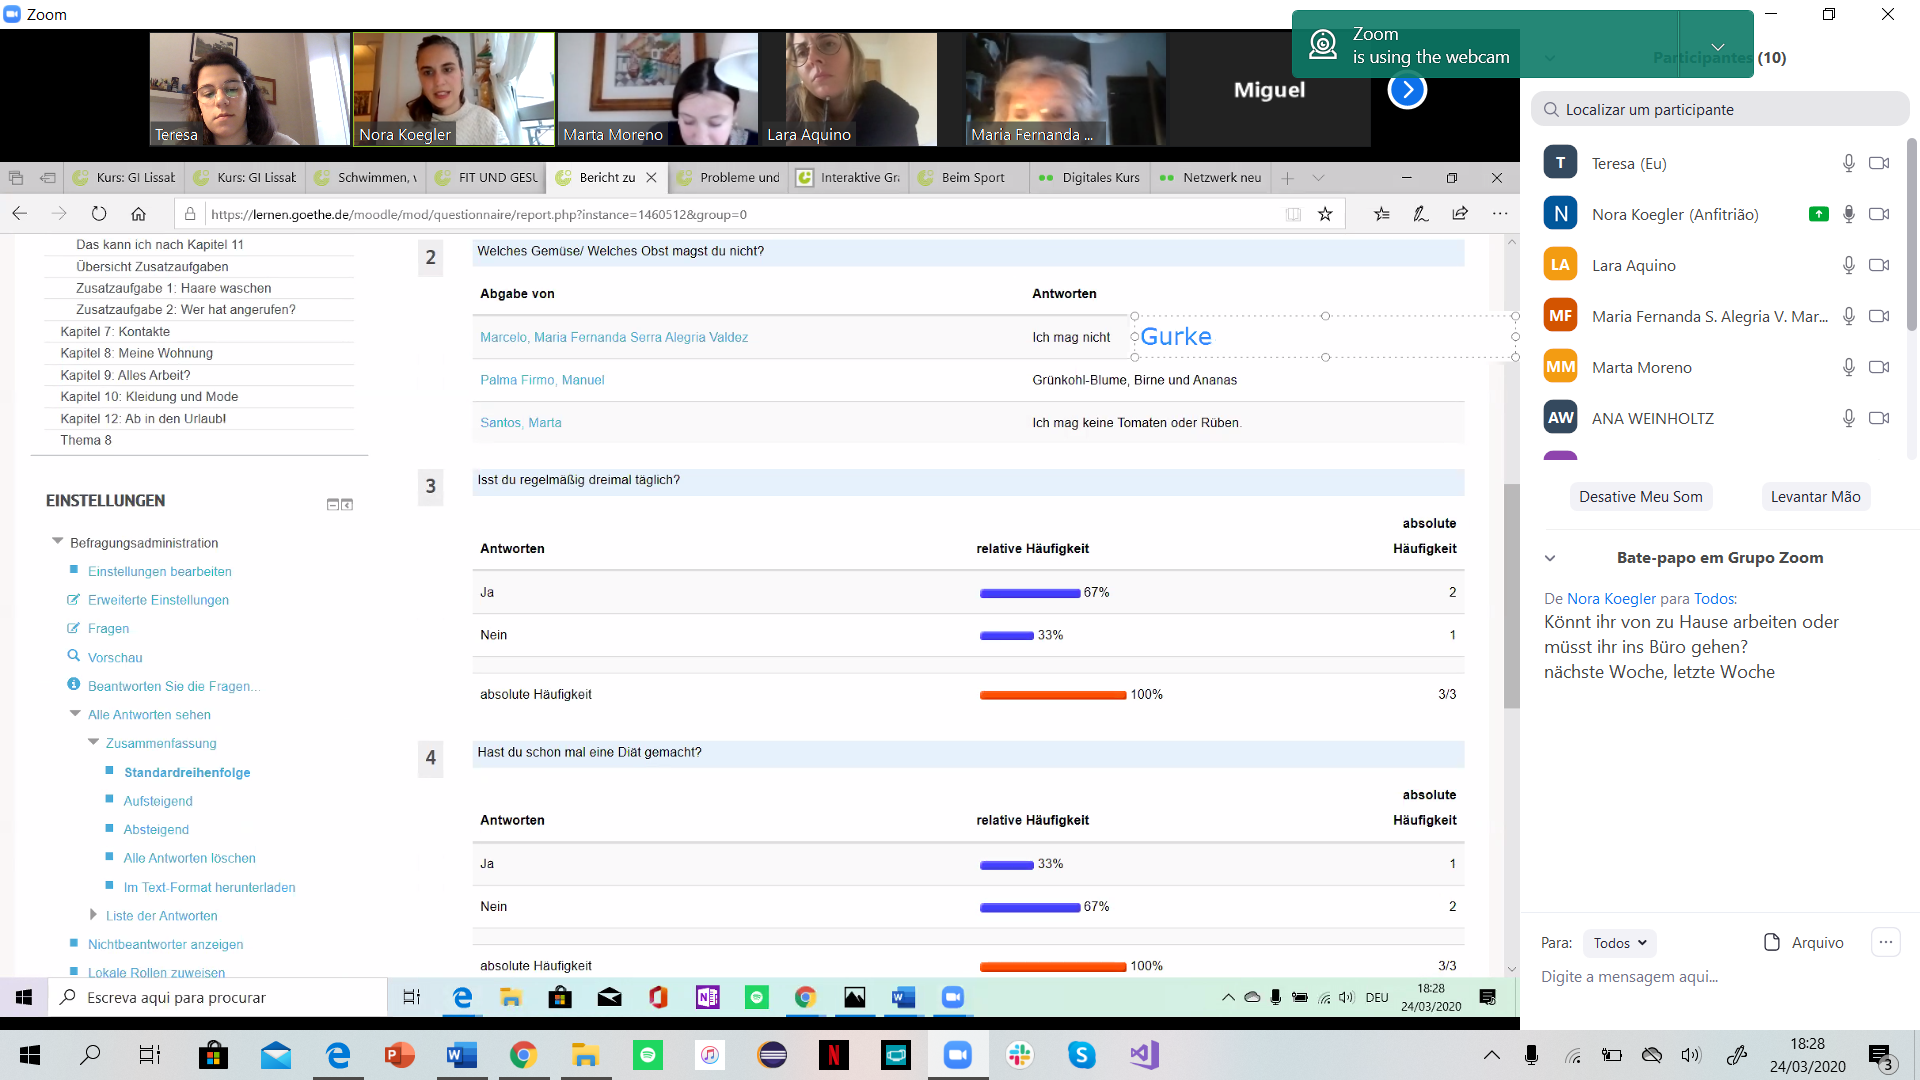 Zoom
Zoom
is using the webcam
Participantes (10)
Teresa
Nora Koegler
Marta Moreno
Lara Aquino
Maria Fernanda ...
Miguel
Localizar um participante
T Teresa (Eu)
N Nora Koegler (Anfitrião)
LA Lara Aquino
MF Maria Fernanda S. Alegria V. Mar...
MM Marta Moreno
AW ANA WEINHOLTZ
Desative Meu Som
Levantar Mão
Bate-papo em Grupo Zoom
De Nora Koegler para Todos:
Könnt ihr von zu Hause arbeiten oder
müsst ihr ins Büro gehen?
nächste Woche, letzte Woche
Para: Todos
Arquivo
Digite a mensagem aqui...
Kurs: GI Lissab
Kurs: GI Lissab
Schwimmen, v
FIT UND GESU
Bericht zu
Probleme und
Interaktive Gra
Beim Sport
Digitales Kurs
Netzwerk neu
https://lernen.goethe.de/moodle/mod/questionnaire/report.php?instance=1460512&group=0
Das kann ich nach Kapitel 11
Übersicht Zusatzaufgaben
Zusatzaufgabe 1: Haare waschen
Zusatzaufgabe 2: Wer hat angerufen?
Kapitel 7: Kontakte
Kapitel 8: Meine Wohnung
Kapitel 9: Alles Arbeit?
Kapitel 10: Kleidung und Mode
Kapitel 12: Ab in den Urlaub!
Thema 8
EINSTELLUNGEN
Befragungsadministration
Einstellungen bearbeiten
Erweiterte Einstellungen
Fragen
Vorschau
Beantworten Sie die Fragen...
Alle Antworten sehen
Zusammenfassung
Standardreihenfolge
Aufsteigend
Absteigend
Alle Antworten löschen
Im Text-Format herunterladen
Liste der Antworten
Nichtbeantworter anzeigen
Lokale Rollen zuweisen
2 Welches Gemüse/ Welches Obst magst du nicht?
Abgabe von Antworten
Marcelo, Maria Fernanda Serra Alegria Valdez Ich mag nicht Gurke
Palma Firmo, Manuel Grünkohl-Blume, Birne und Ananas
Santos, Marta Ich mag keine Tomaten oder Rüben.
3 Isst du regelmäßig dreimal täglich?
Antworten relative Häufigkeit absolute Häufigkeit
Ja 67% 2
Nein 33% 1
absolute Häufigkeit 100% 3/3
4 Hast du schon mal eine Diät gemacht?
Antworten relative Häufigkeit absolute Häufigkeit
Ja 33% 1
Nein 67% 2
absolute Häufigkeit 100% 3/3
Escreva aqui para procurar
DEU
18:28
24/03/2020
18:28
24/03/2020
3